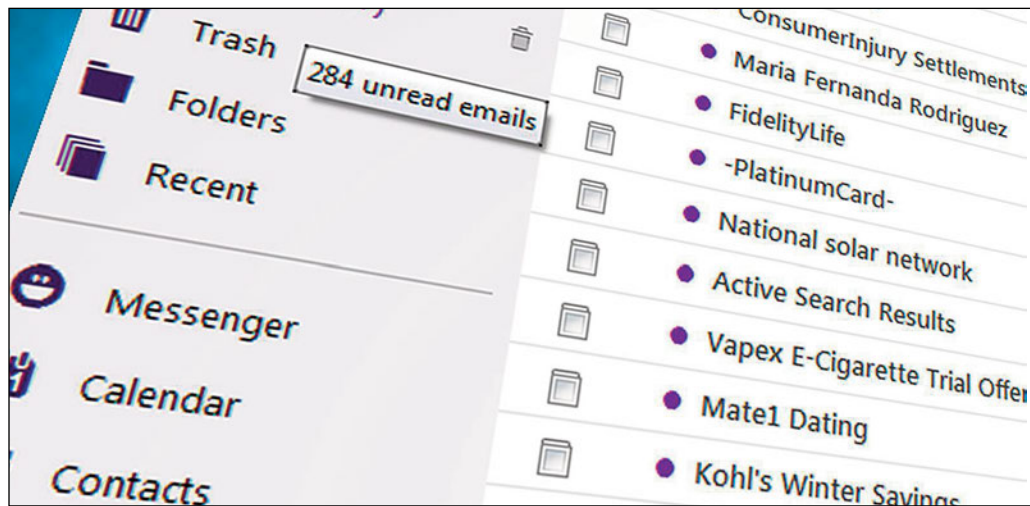 Trash
284 unread emails
Folders
Recent
Messenger
Calendar
Contacts
ConsumerInjury Settlements
Maria Fernanda Rodriguez
FidelityLife
-PlatinumCard-
National solar network
Active Search Results
Vapex E-Cigarette Trial Offer
Mate1 Dating
Kohl's Winter Savings